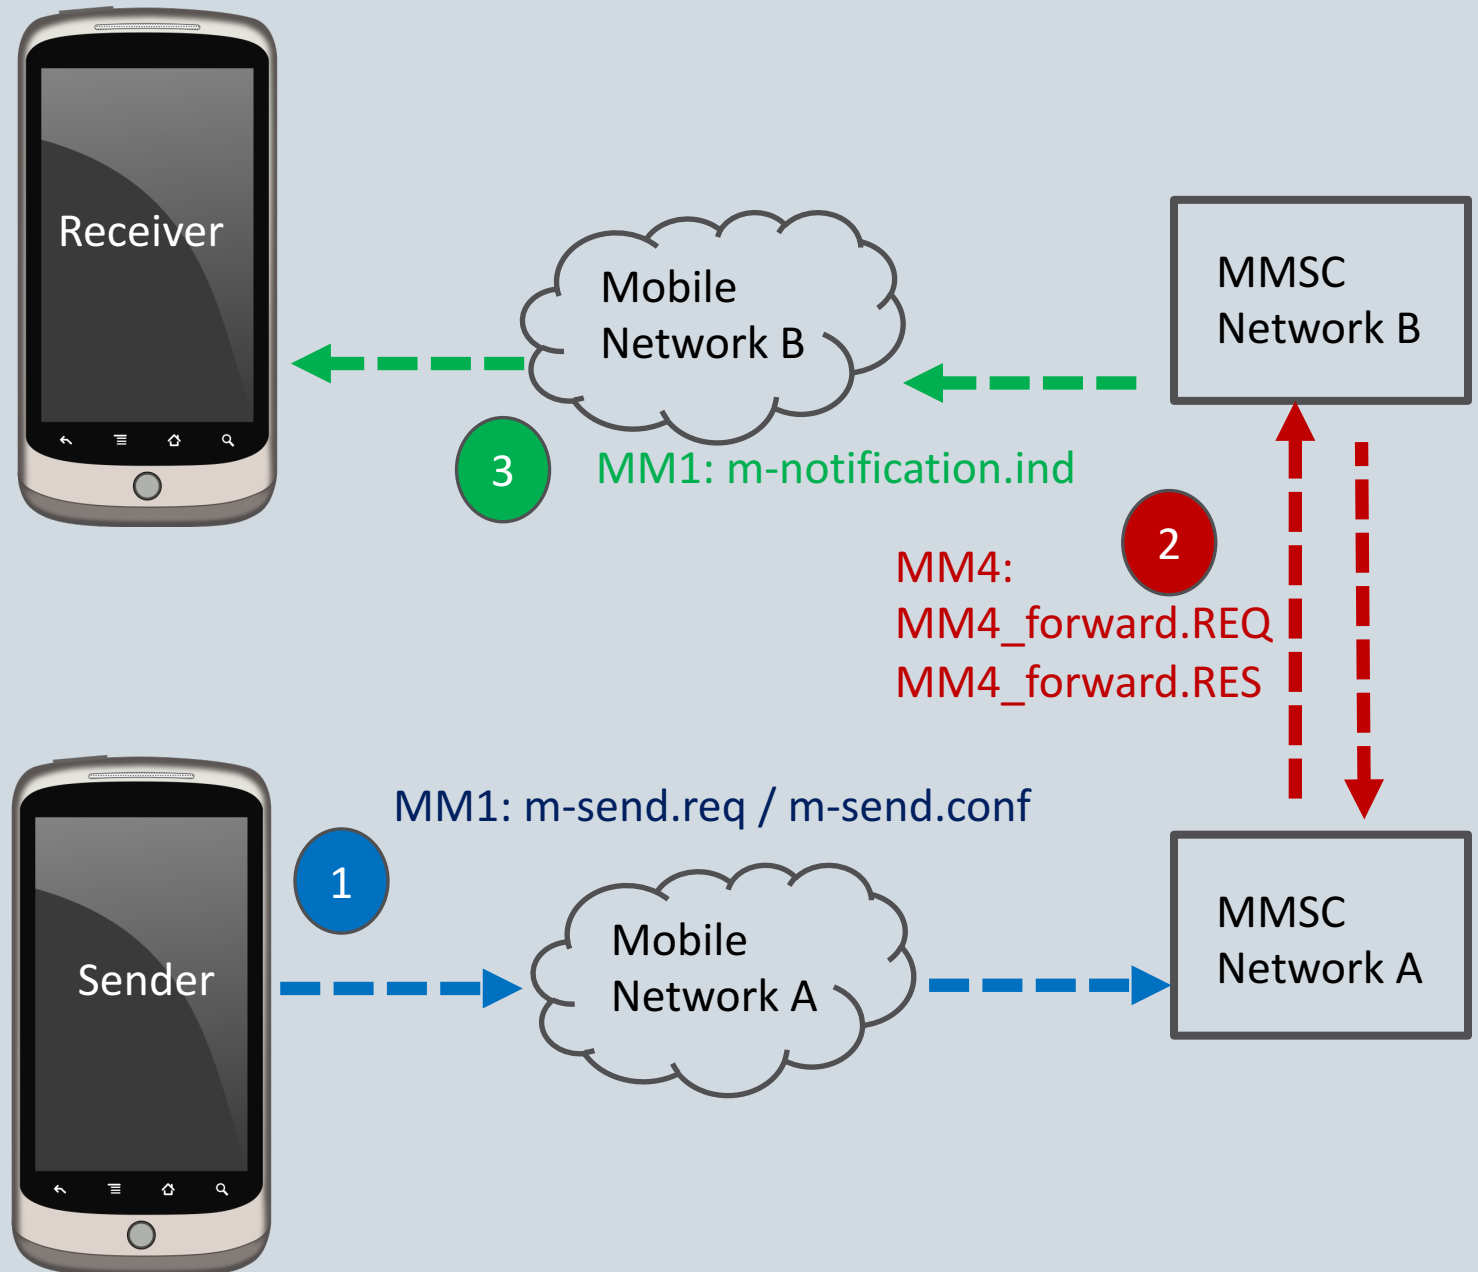 Receiver
Mobile
Network B
MMSC
Network B
3
MM1: m-notification.ind
2
MM4:
MM4_forward.REQ
MM4_forward.RES
MM1: m-send.req / m-send.conf
1
Sender
Mobile
Network A
MMSC
Network A